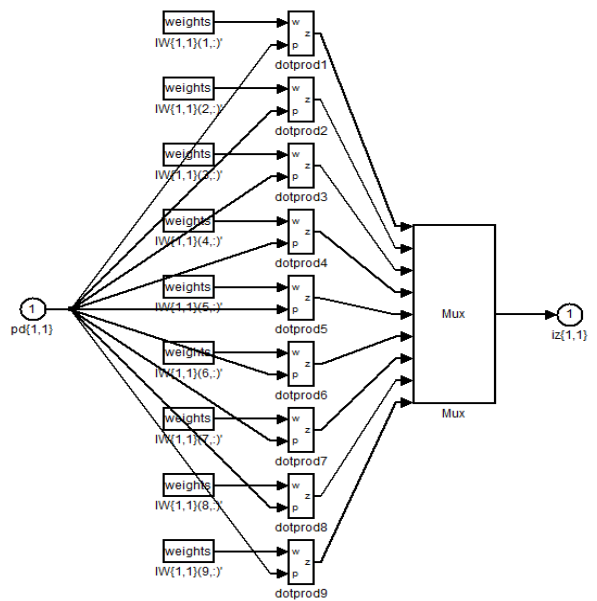 weights
w
z
p
IW{1,1}(1,:)'
dotprod1
weights
w
z
p
IW{1,1}(2,:)'
dotprod2
weights
w
z
p
IW{1,1}(3,:)'
dotprod3
weights
w
z
p
IW{1,1}(4,:)'
dotprod4
weights
w
z
p
IW{1,1}(5,:)'
dotprod5
1
pd{1,1}
Mux
Mux
1
iz{1,1}
weights
w
z
p
IW{1,1}(6,:)'
dotprod6
weights
w
z
p
IW{1,1}(7,:)'
dotprod7
weights
w
z
p
IW{1,1}(8,:)'
dotprod8
weights
w
z
p
IW{1,1}(9,:)'
dotprod9